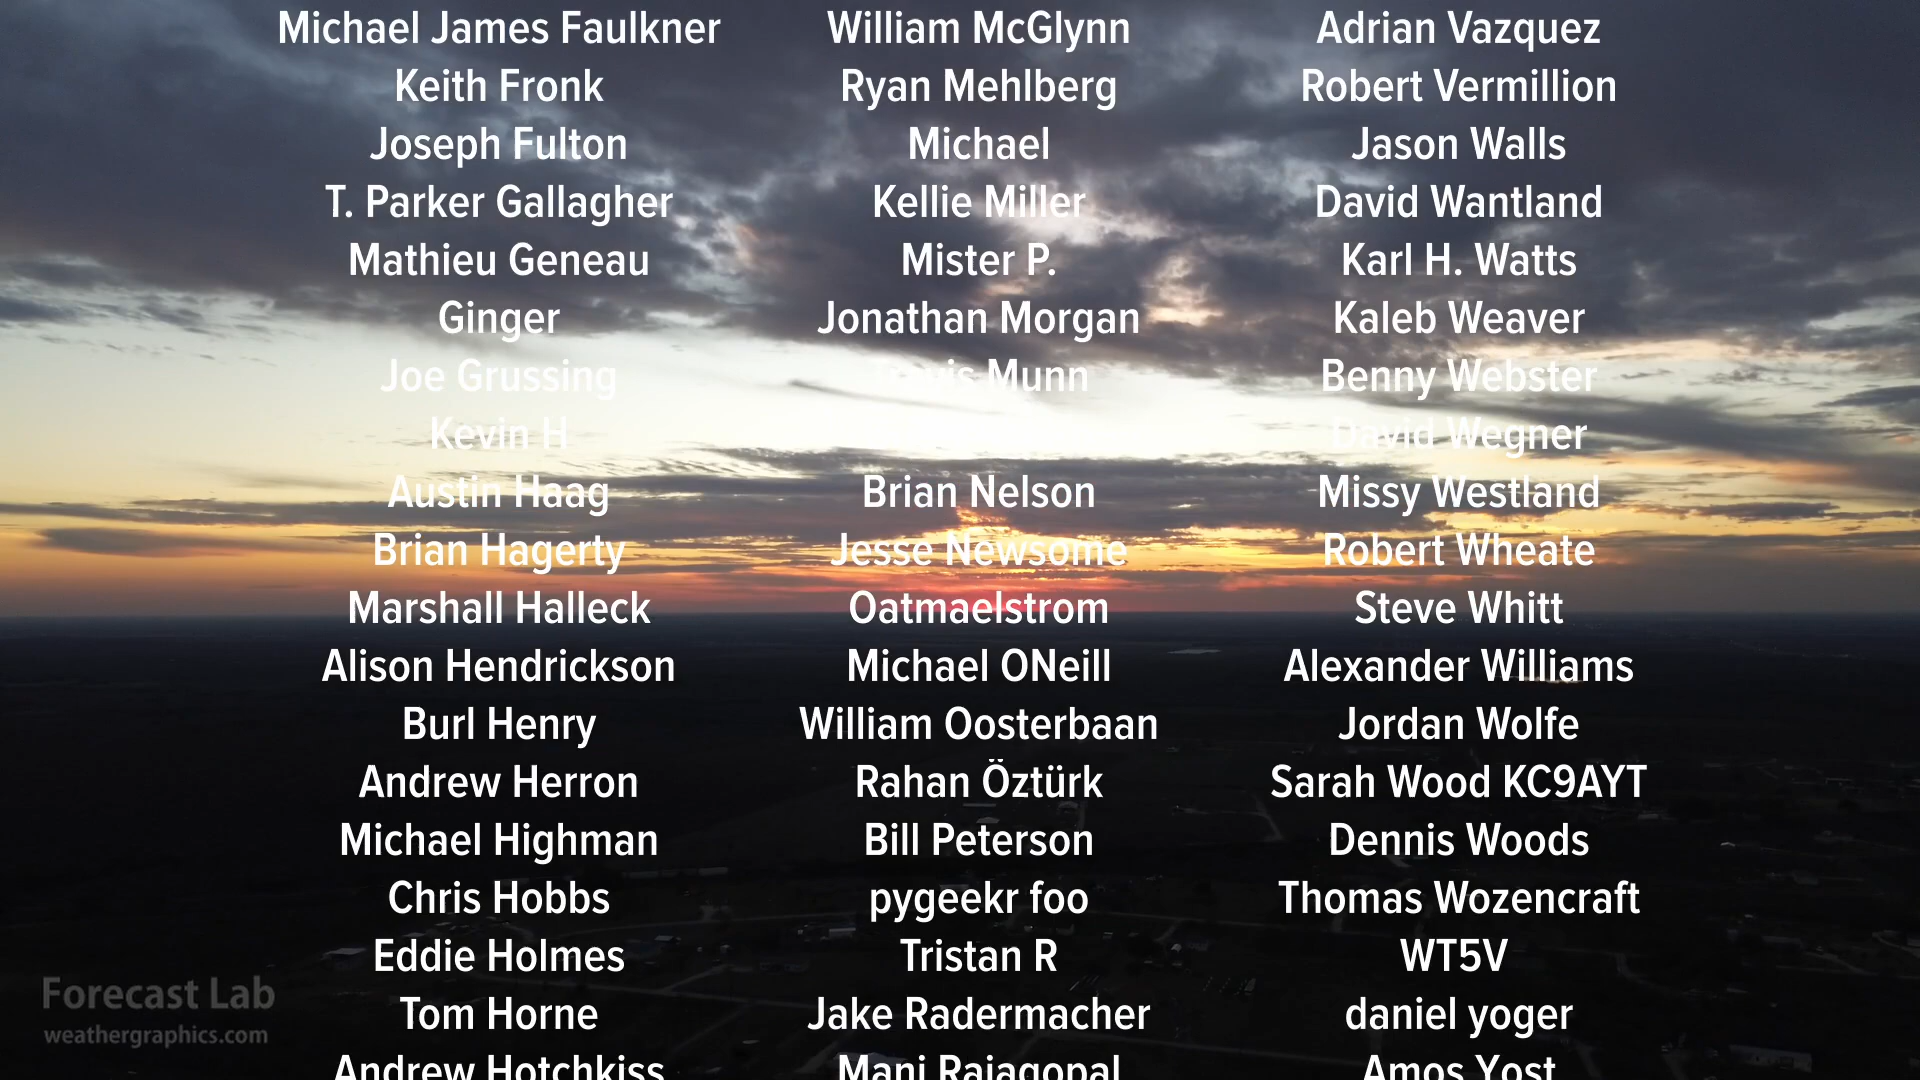 Michael James Faulkner
Keith Fronk
Joseph Fulton
T. Parker Gallagher
Mathieu Geneau
Ginger
Joe Grussing
Kevin H
Austin Haag
Brian Hagerty
Marshall Halleck
Alison Hendrickson
Burl Henry
Andrew Herron
Michael Highman
Chris Hobbs
Eddie Holmes
Tom Horne
Andrew Hotchkiss
William McGlynn
Ryan Mehlberg
Michael
Kellie Miller
Mister P.
Jonathan Morgan
Munn
Brian Nelson
Jesse Newsome
Oatmaelstrom
Michael ONeill
William Oosterbaan
Rahan Öztürk
Bill Peterson
pygeekr foo
Tristan R
Jake Radermacher
Mani Rajagopal
Adrian Vazquez
Robert Vermillion
Jason Walls
David Wantland
Karl H. Watts
Kaleb Weaver
Benny Webster
David Wegner
Missy Westland
Robert Wheate
Steve Whitt
Alexander Williams
Jordan Wolfe
Sarah Wood KC9AYT
Dennis Woods
Thomas Wozencraft
WT5V
daniel yoger
Amos Yost
Forecast Lab
weathergraphics.com